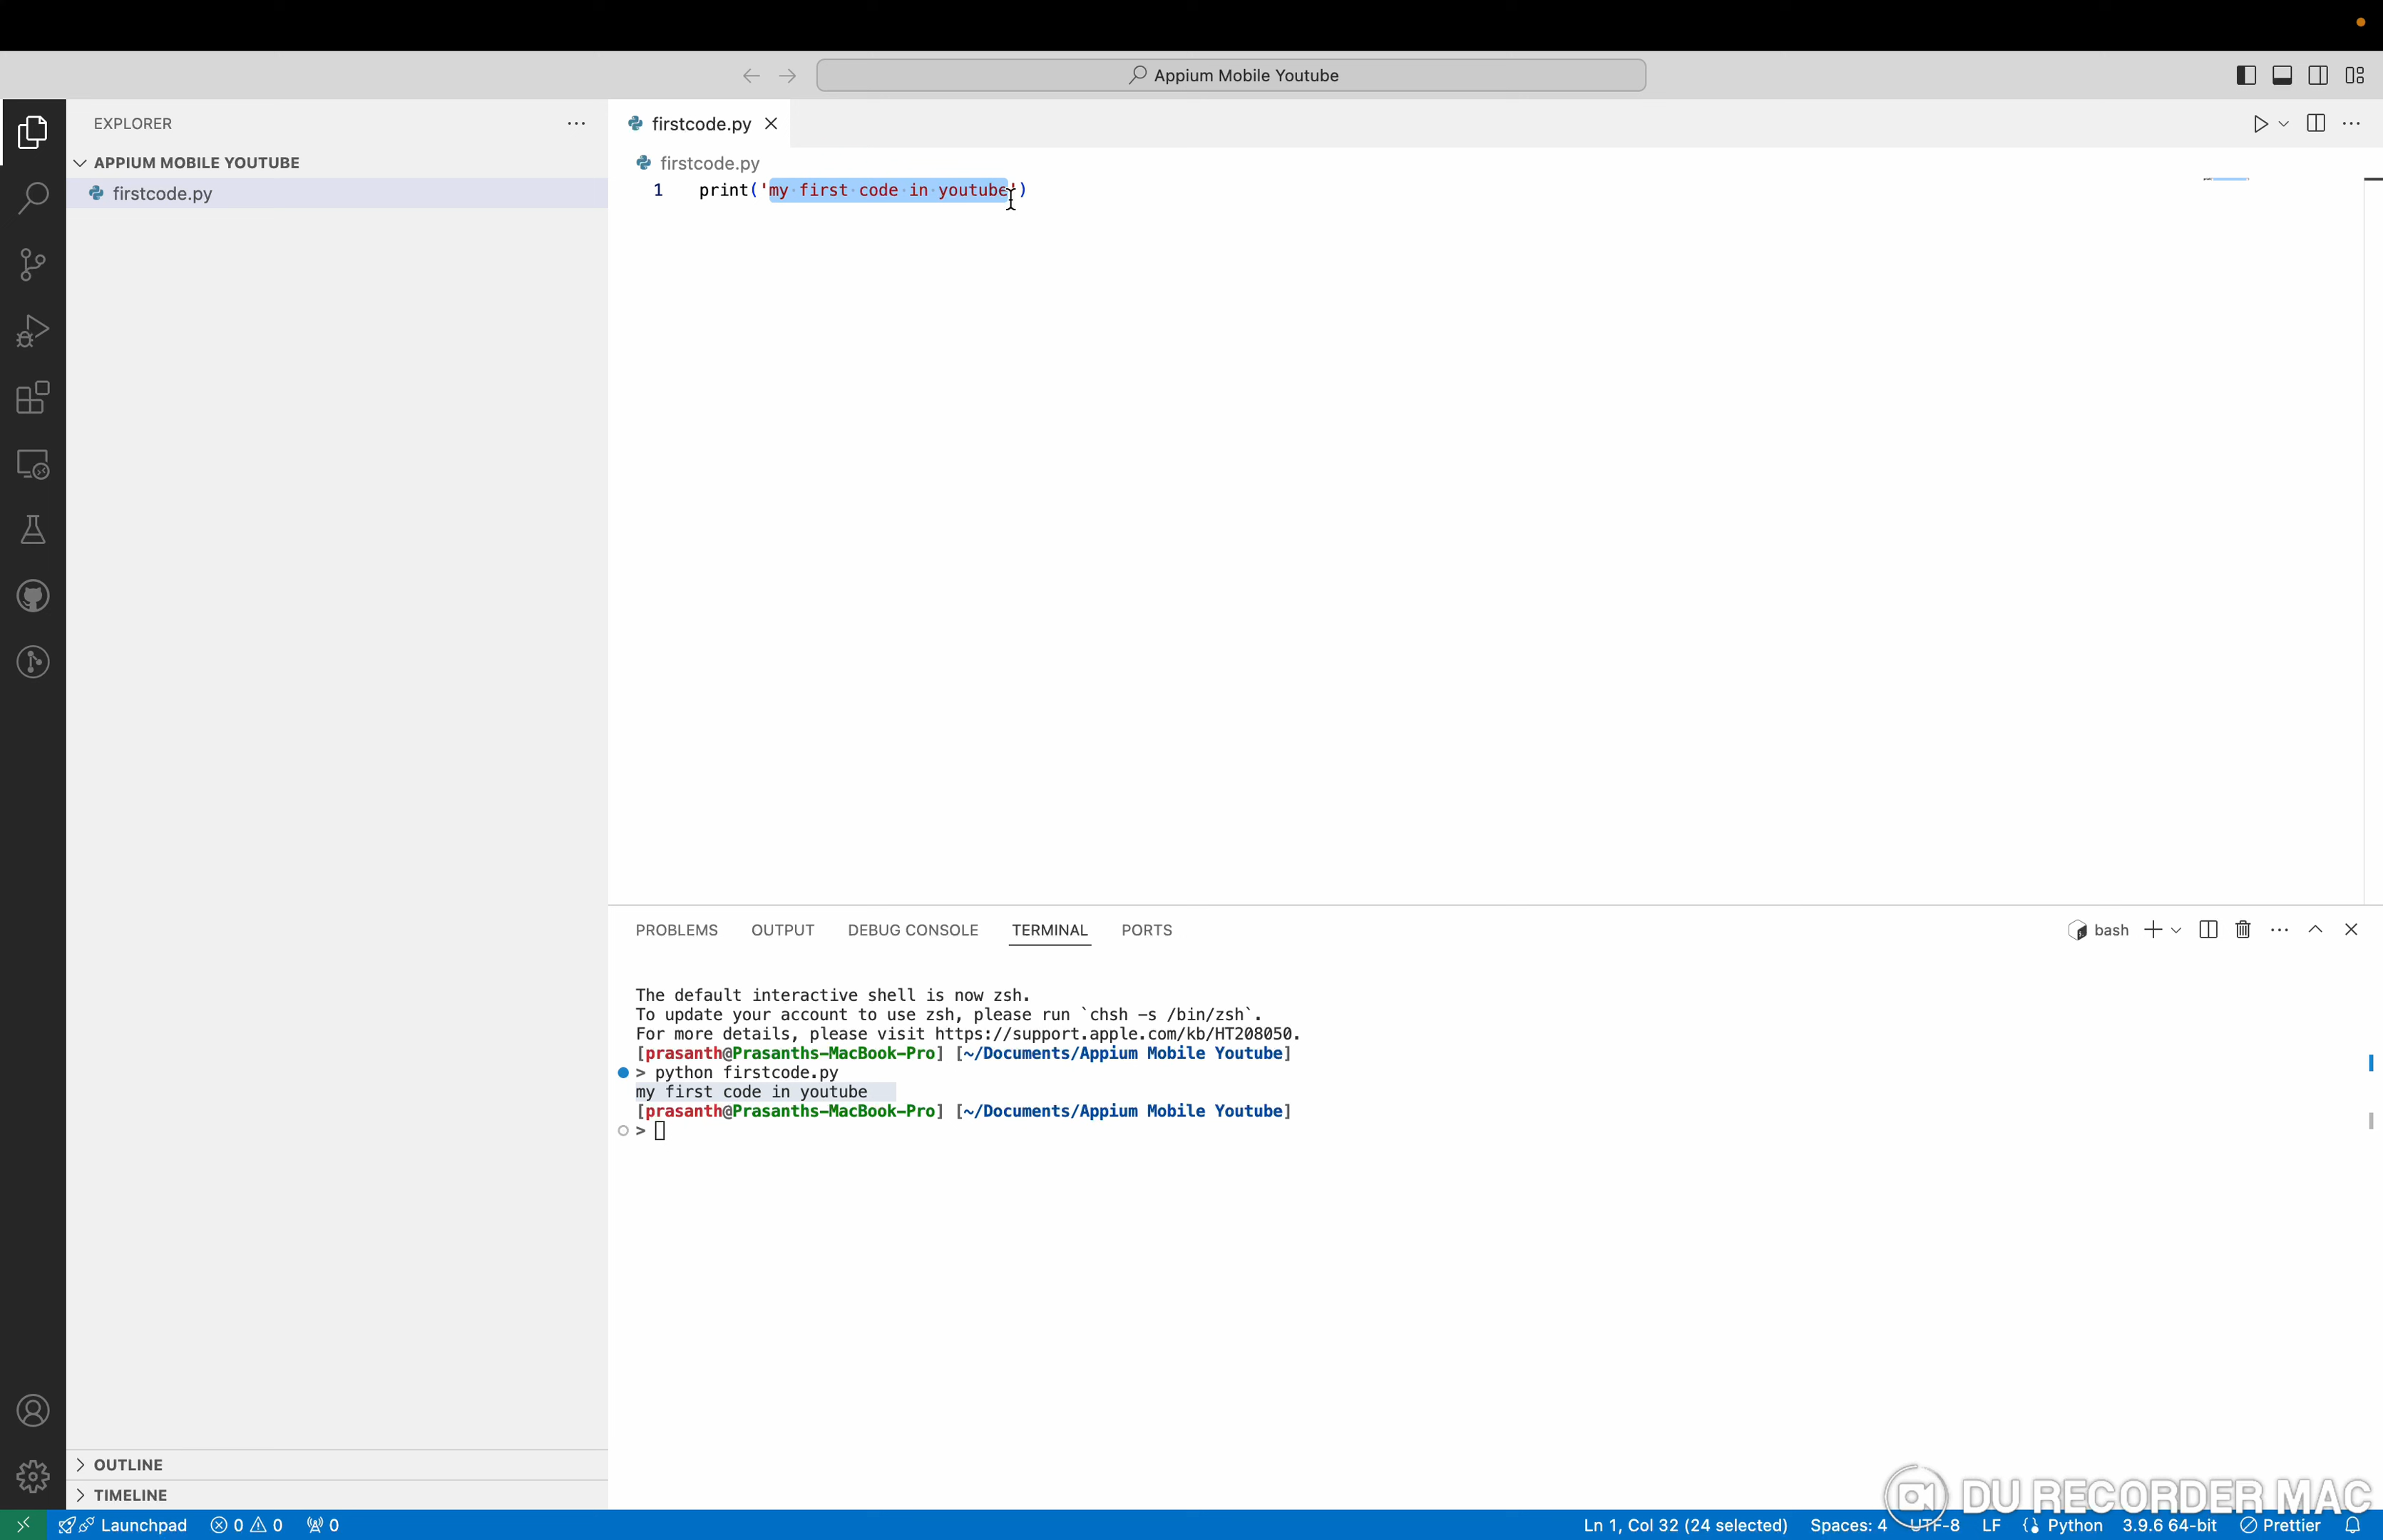 Appium Mobile Youtube
EXPLORER
firstcode.py
APPIUM MOBILE YOUTUBE
firstcode.py
firstcode.py
1 print('my first code in youtube')
PROBLEMS OUTPUT DEBUG CONSOLE TERMINAL PORTS
bash
The default interactive shell is now zsh.
To update your account to use zsh, please run `chsh -s /bin/zsh`.
For more details, please visit https://support.apple.com/kb/HT208050.
[prasanth@Prasanths-MacBook-Pro] [~/Documents/Appium Mobile Youtube]
> python firstcode.py
my first code in youtube
[prasanth@Prasanths-MacBook-Pro] [~/Documents/Appium Mobile Youtube]
>
OUTLINE
TIMELINE
DU RECORDER MAC
Launchpad 0 0 0 Ln 1, Col 32 (24 selected) Spaces: 4 UTF-8 LF Python 3.9.6 64-bit Prettier